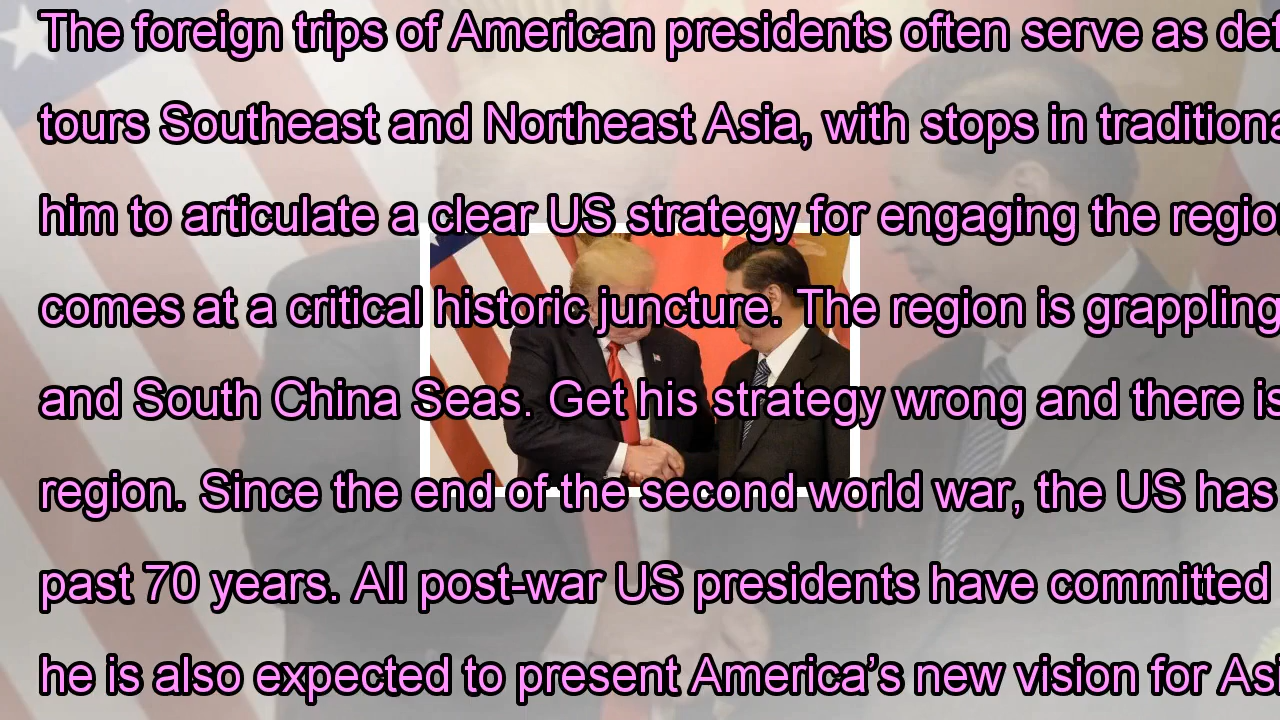 The foreign trips of American presidents often serve as
tours Southeast and Northeast Asia, with stops in
him to articulate a clear US strategy for engaging the
comes at a critical historic juncture. The region is grappling
and South China Seas. Get his strategy wrong and there is
region. Since the end of the second world war, the US has
past 70 years. All post-war US presidents have committed
he is also expected to present America’s new vision for